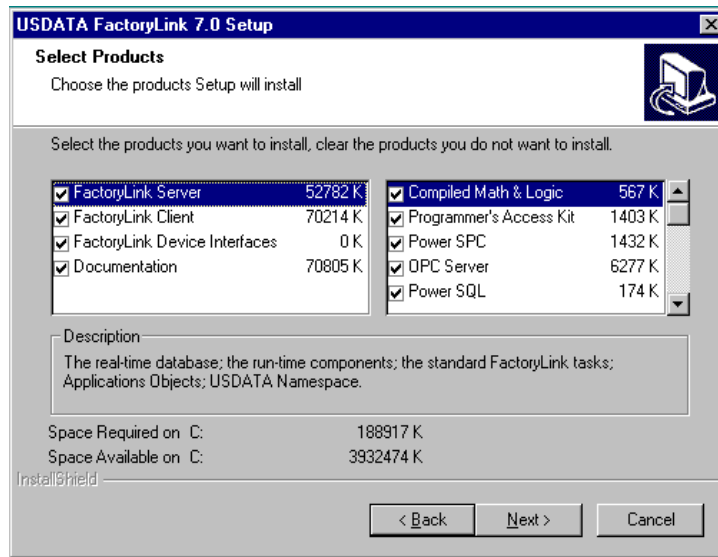 USDATA FactoryLink 7.0 Setup
Select Products
Choose the products Setup will install
Select the products you want to install, clear the products you do not want to install.
FactoryLink Server 52782 K
FactoryLink Client 70214 K
FactoryLink Device Interfaces 0 K
Documentation 70805 K
Compiled Math & Logic 567 K
Programmer's Access Kit 1403 K
Power SPC 1432 K
OPC Server 6277 K
Power SQL 174 K
Description
The real-time database; the run-time components; the standard FactoryLink tasks;
Applications Objects; USDATA Namespace.
Space Required on C: 188917 K
Space Available on C: 3932474 K
InstallShield
< Back Next > Cancel